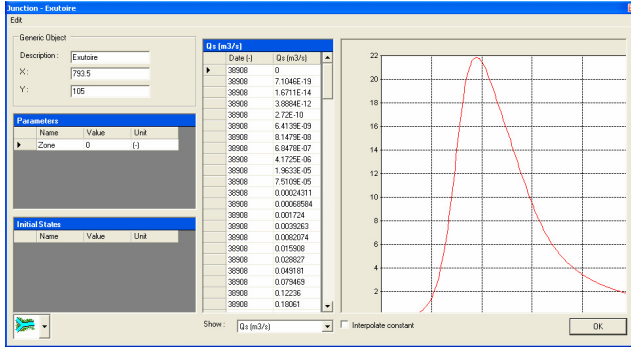 Junction - Exutoire
Edit
Generic Object
Description : Exutoire
X : 793.5
Y : 105
Parameters
Name Value Unit
Zone 0 (-)
Initial States
Name Value Unit
Qs (m3/s)
Date (-) Qs (m3/s)
38908 0
38908 7.1046E-19
38908 1.6711E-14
38908 3.8884E-12
38908 2.72E-10
38908 6.4139E-09
38908 8.1479E-08
38908 6.8478E-07
38908 4.1725E-06
38908 1.9633E-05
38908 7.5109E-05
38908 0.00024311
38908 0.00068584
38908 0.001724
38908 0.0039263
38908 0.0082074
38908 0.015908
38908 0.028827
38908 0.049181
38908 0.079469
38908 0.12236
38908 0.18061
22
20
18
16
14
12
10
8
6
4
2
Show : Qs (m3/s)
Interpolate constant
OK